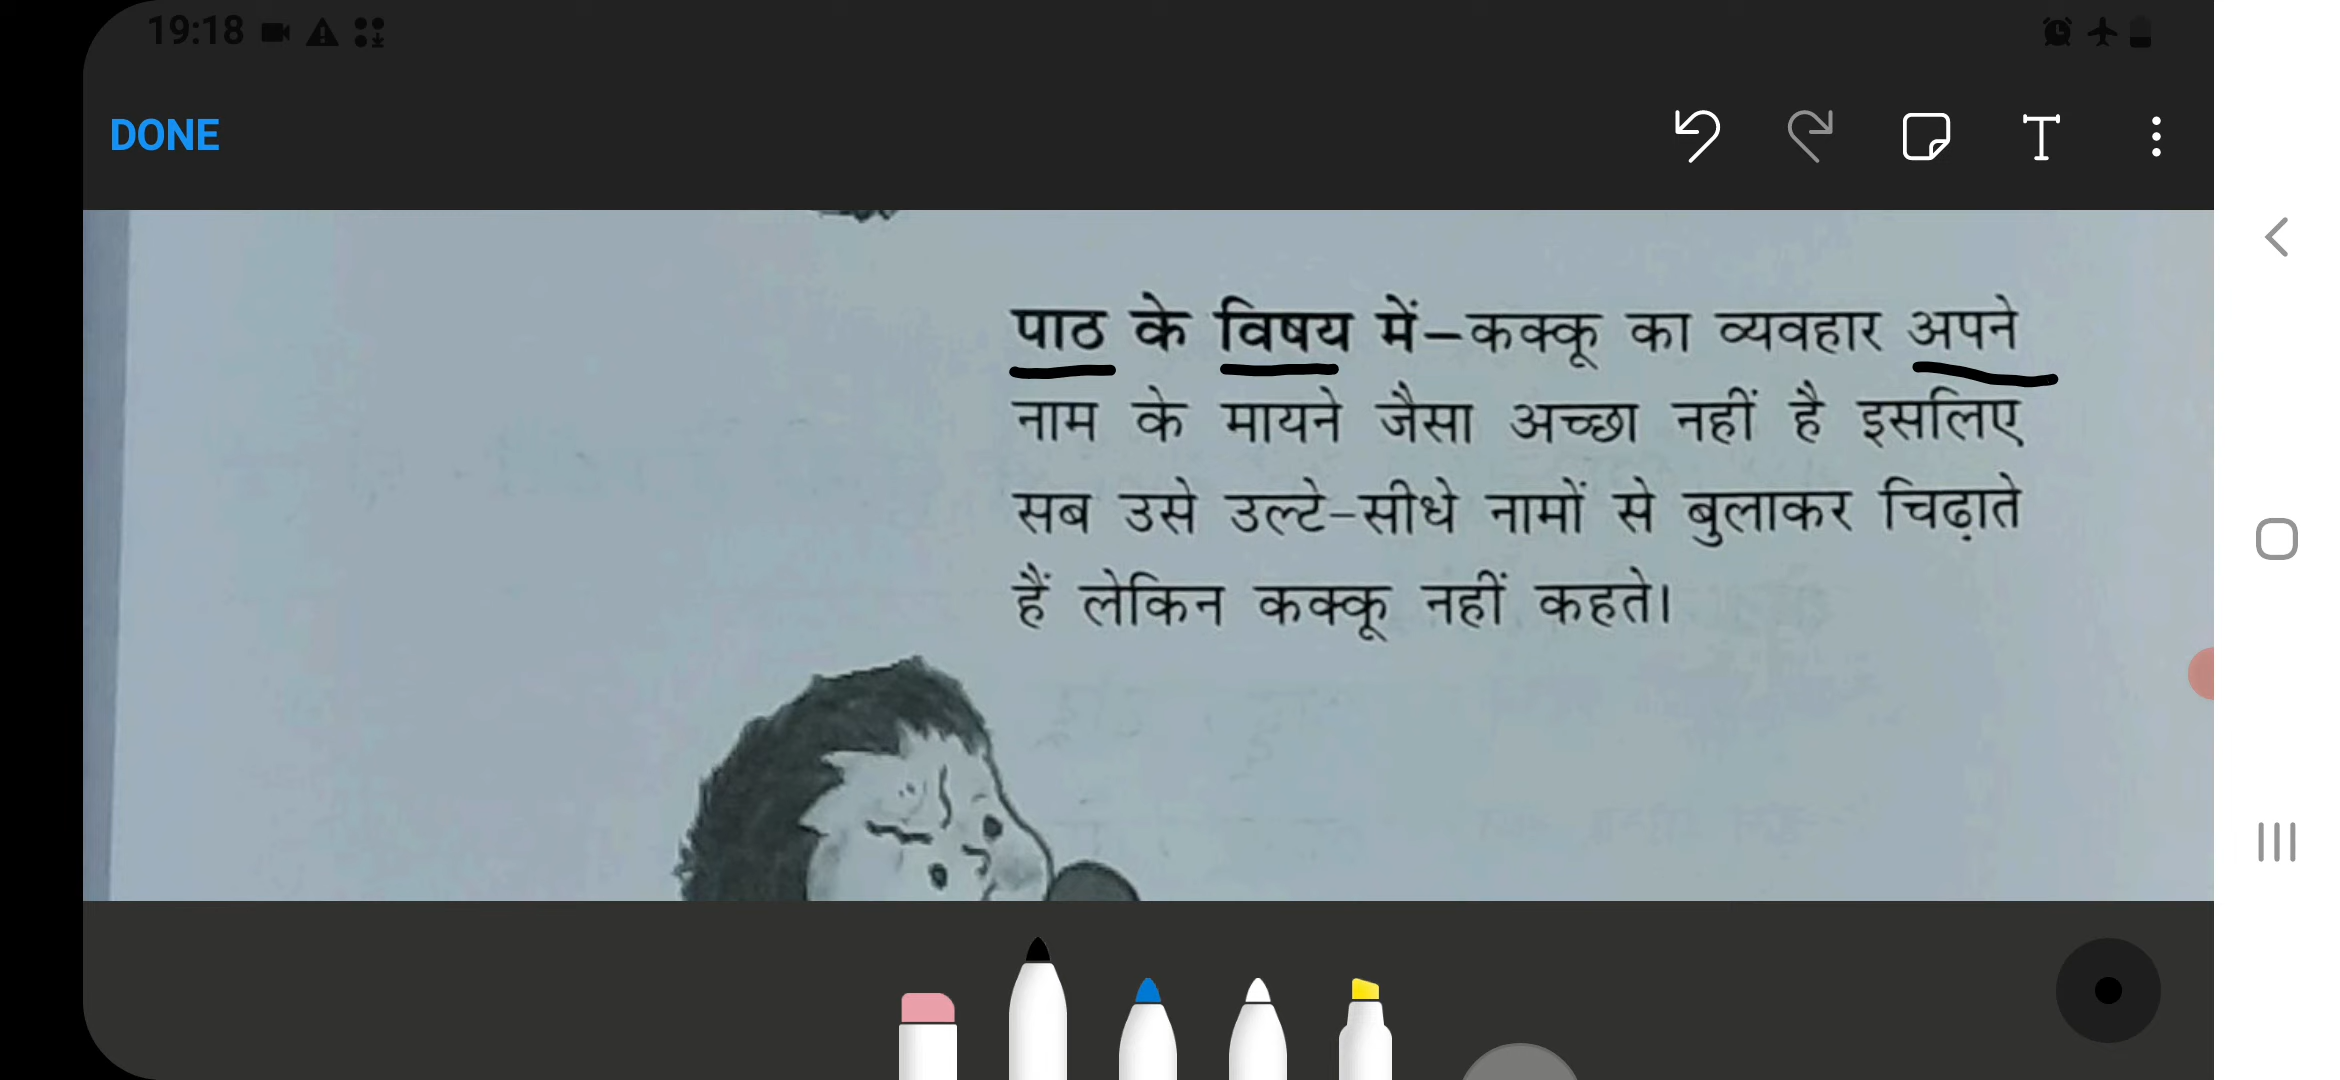 19:18
DONE
पाठ के विषय में–कक्कू का व्यवहार अपने
नाम के मायने जैसा अच्छा नहीं है इसलिए
सब उसे उल्टे-सीधे नामों से बुलाकर चिढ़ाते
हैं लेकिन कक्कू नहीं कहते।